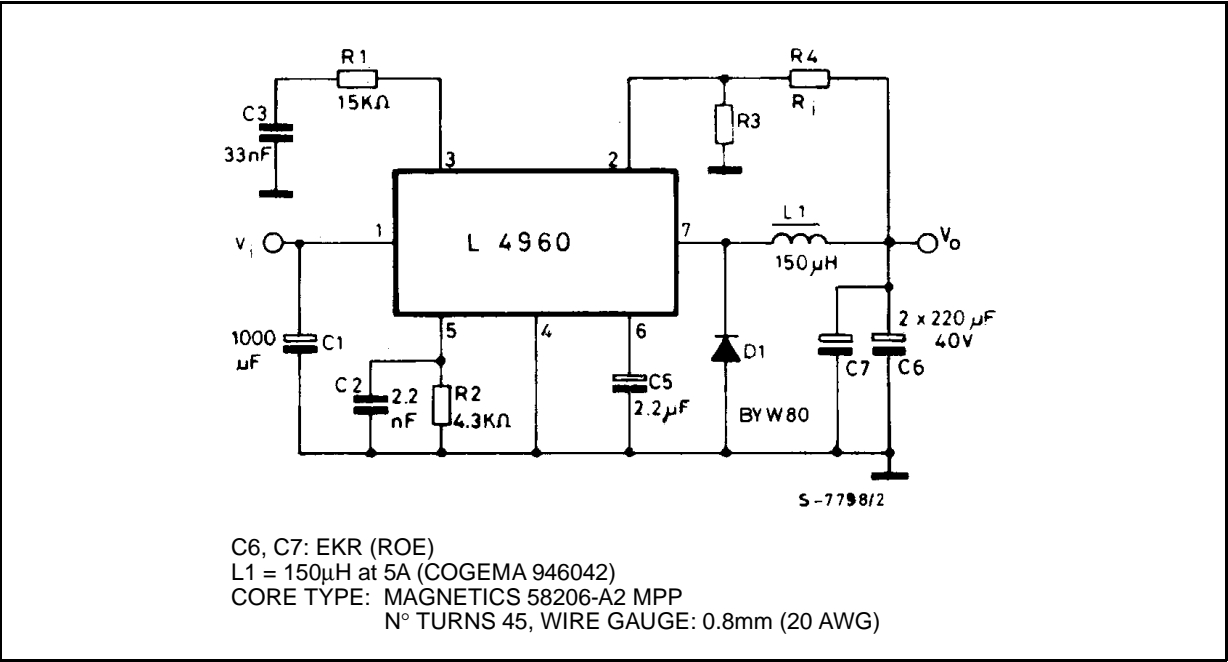 R1
15KΩ
C3
33nF
3
2
R4
Ri
R3
Vi
1
L 4960
7
L1
150µH
Vo
1000
µF
C1
5
4
6
C2
2.2
nF
R2
4.3KΩ
C5
2.2µF
D1
BYW80
C7
C6
2 x 220 µF
40V
S-7798/2
C6, C7: EKR (ROE)
L1 = 150µH at 5A (COGEMA 946042)
CORE TYPE: MAGNETICS 58206-A2 MPP
N° TURNS 45, WIRE GAUGE: 0.8mm (20 AWG)